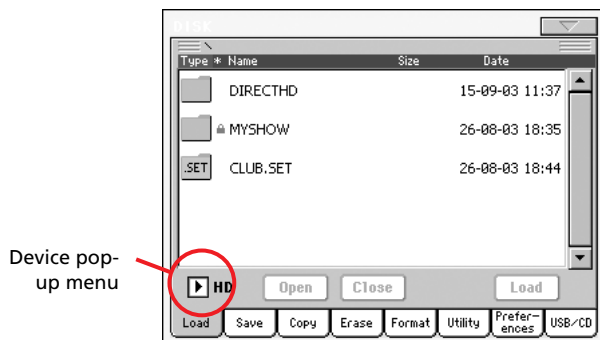 DISK
Type * Name Size Date
DIRECTHD 15-09-03 11:37
MYSHOW 26-08-03 18:35
.SET CLUB.SET 26-08-03 18:44
Device pop-
up menu
HD Open Close Load
Load Save Copy Erase Format Utility Prefer-
ences USB/CD